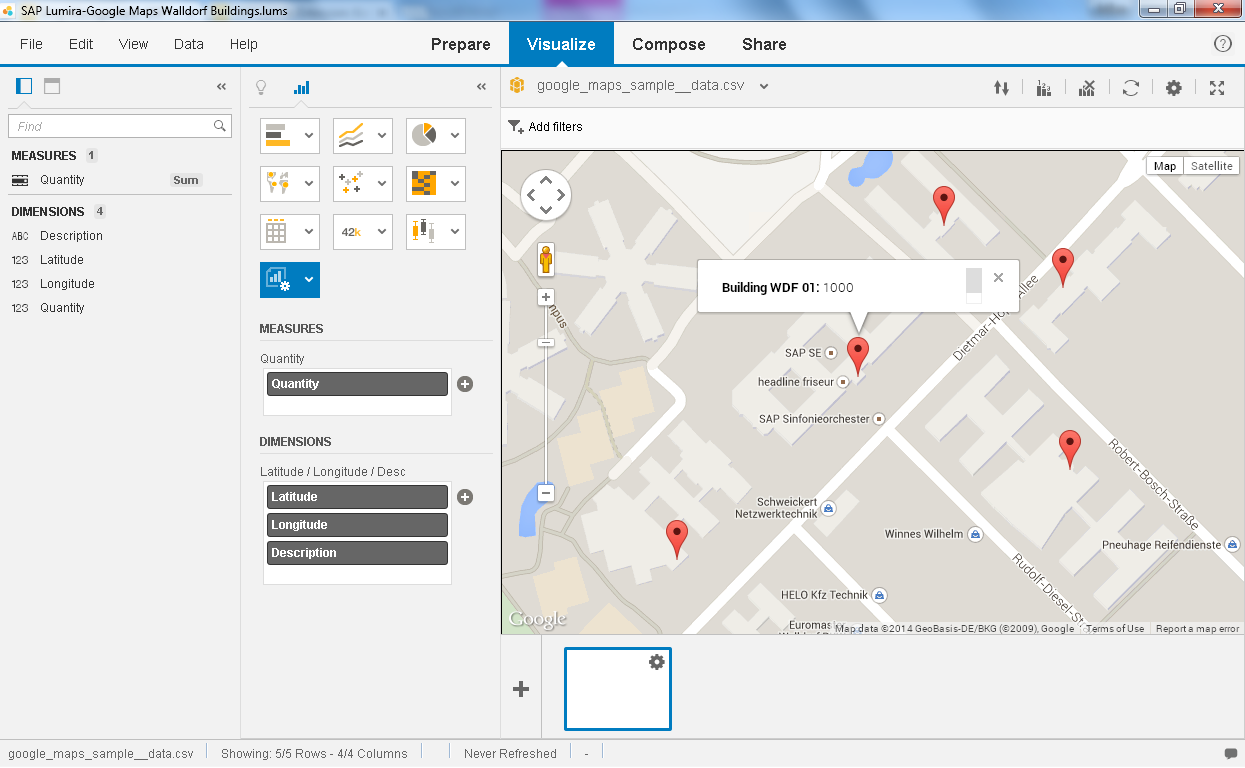 SAP Lumira-Google Maps Walldorf Buildings.lums
File Edit View Data Help Prepare Visualize Compose Share
google_maps_sample__data.csv
Find
Add filters
MEASURES 1
Quantity Sum
DIMENSIONS 4
ABC Description
123 Latitude
123 Longitude
123 Quantity
42k
MEASURES
Quantity
Quantity
DIMENSIONS
Latitude / Longitude / Desc
Latitude
Longitude
Description
Map Satellite
Building WDF 01: 1000
Dietmar-Hopp-Allee
SAP SE
headline friseur
SAP Sinfonieorchester
Robert-Bosch-Straße
Schweickert
Netzwerktechnik
Winnes Wilhelm
Pneuhage Reifendienste
Rudolf-Diesel-St
HELO Kfz Technik
Euromas
Google
Map data ©2014 GeoBasis-DE/BKG (©2009), Google Terms of Use Report a map error
google_maps_sample__data.csv Showing: 5/5 Rows - 4/4 Columns Never Refreshed -